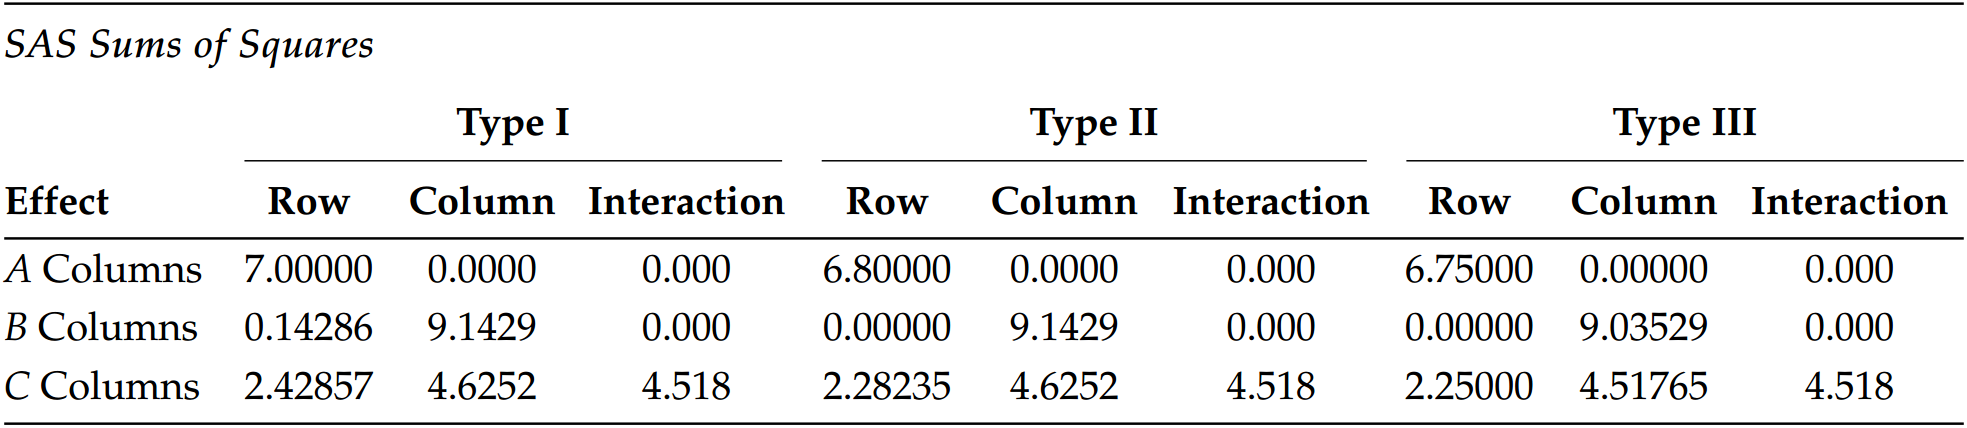 SAS Sums of Squares
Type I Type II Type III
Effect Row Column Interaction Row Column Interaction Row Column Interaction
A Columns 7.00000 0.0000 0.000 6.80000 0.0000 0.000 6.75000 0.00000 0.000
B Columns 0.14286 9.1429 0.000 0.00000 9.1429 0.000 0.00000 9.03529 0.000
C Columns 2.42857 4.6252 4.518 2.28235 4.6252 4.518 2.25000 4.51765 4.518